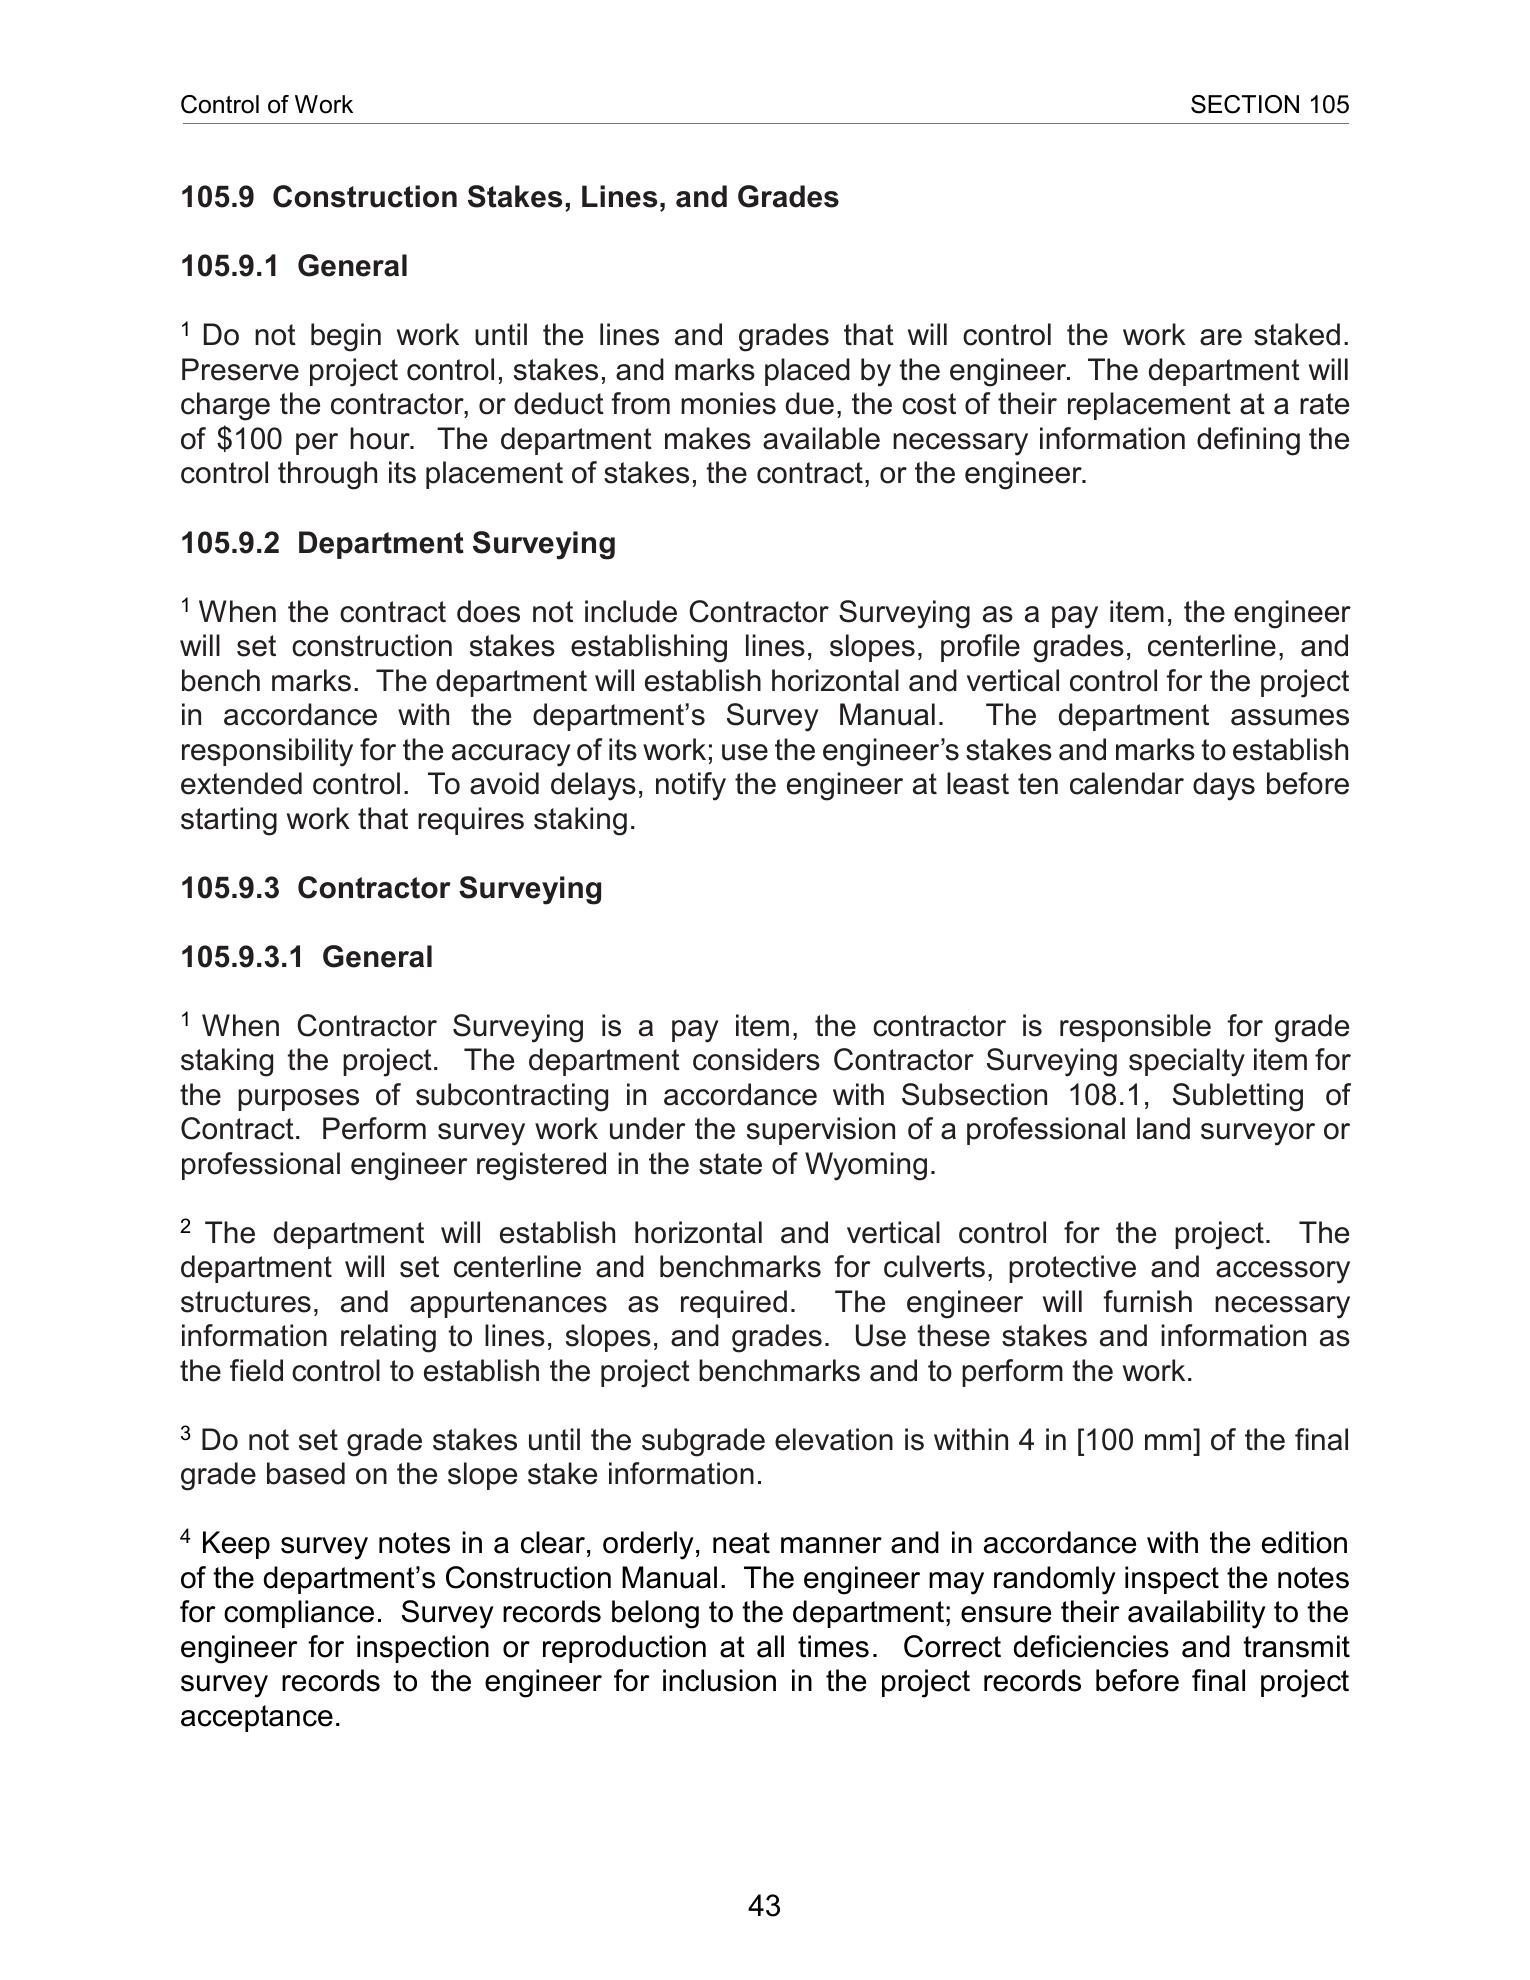 Control of Work SECTION 105
105.9 Construction Stakes, Lines, and Grades
105.9.1 General
1 Do not begin work until the lines and grades that will control the work are staked.
Preserve project control, stakes, and marks placed by the engineer. The department will
charge the contractor, or deduct from monies due, the cost of their replacement at a rate
of $100 per hour. The department makes available necessary information defining the
control through its placement of stakes, the contract, or the engineer.
105.9.2 Department Surveying
1 When the contract does not include Contractor Surveying as a pay item, the engineer
will set construction stakes establishing lines, slopes, profile grades, centerline, and
bench marks. The department will establish horizontal and vertical control for the project
in accordance with the department’s Survey Manual. The department assumes
responsibility for the accuracy of its work; use the engineer’s stakes and marks to establish
extended control. To avoid delays, notify the engineer at least ten calendar days before
starting work that requires staking.
105.9.3 Contractor Surveying
105.9.3.1 General
1 When Contractor Surveying is a pay item, the contractor is responsible for grade
staking the project. The department considers Contractor Surveying specialty item for
the purposes of subcontracting in accordance with Subsection 108.1, Subletting of
Contract. Perform survey work under the supervision of a professional land surveyor or
professional engineer registered in the state of Wyoming.
2 The department will establish horizontal and vertical control for the project. The
department will set centerline and benchmarks for culverts, protective and accessory
structures, and appurtenances as required. The engineer will furnish necessary
information relating to lines, slopes, and grades. Use these stakes and information as
the field control to establish the project benchmarks and to perform the work.
3 Do not set grade stakes until the subgrade elevation is within 4 in [100 mm] of the final
grade based on the slope stake information.
4 Keep survey notes in a clear, orderly, neat manner and in accordance with the edition
of the department’s Construction Manual. The engineer may randomly inspect the notes
for compliance. Survey records belong to the department; ensure their availability to the
engineer for inspection or reproduction at all times. Correct deficiencies and transmit
survey records to the engineer for inclusion in the project records before final project
acceptance.
43